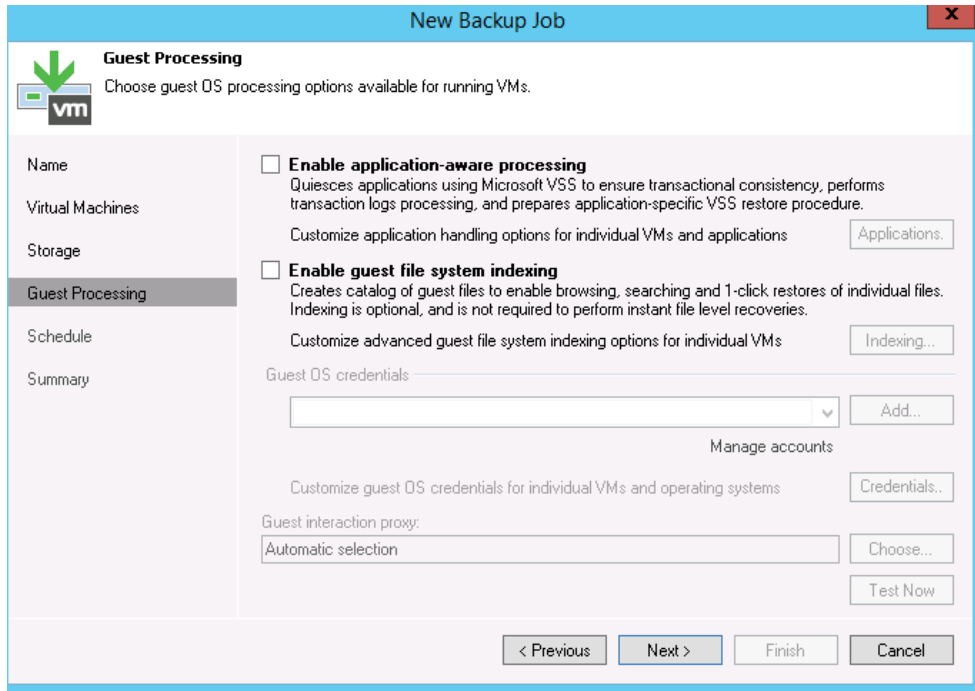 New Backup Job
x
Guest Processing
Choose guest OS processing options available for running VMs.
vm
Name
Virtual Machines
Storage
Guest Processing
Schedule
Summary
Enable application-aware processing
Quiesces applications using Microsoft VSS to ensure transactional consistency, performs
transaction logs processing, and prepares application-specific VSS restore procedure.
Customize application handling options for individual VMs and applications
Applications.
Enable guest file system indexing
Creates catalog of guest files to enable browsing, searching and 1-click restores of individual files.
Indexing is optional, and is not required to perform instant file level recoveries.
Customize advanced guest file system indexing options for individual VMs
Indexing...
Guest OS credentials
Add...
Manage accounts
Customize guest OS credentials for individual VMs and operating systems
Credentials..
Guest interaction proxy:
Automatic selection
Choose...
Test Now
< Previous
Next >
Finish
Cancel